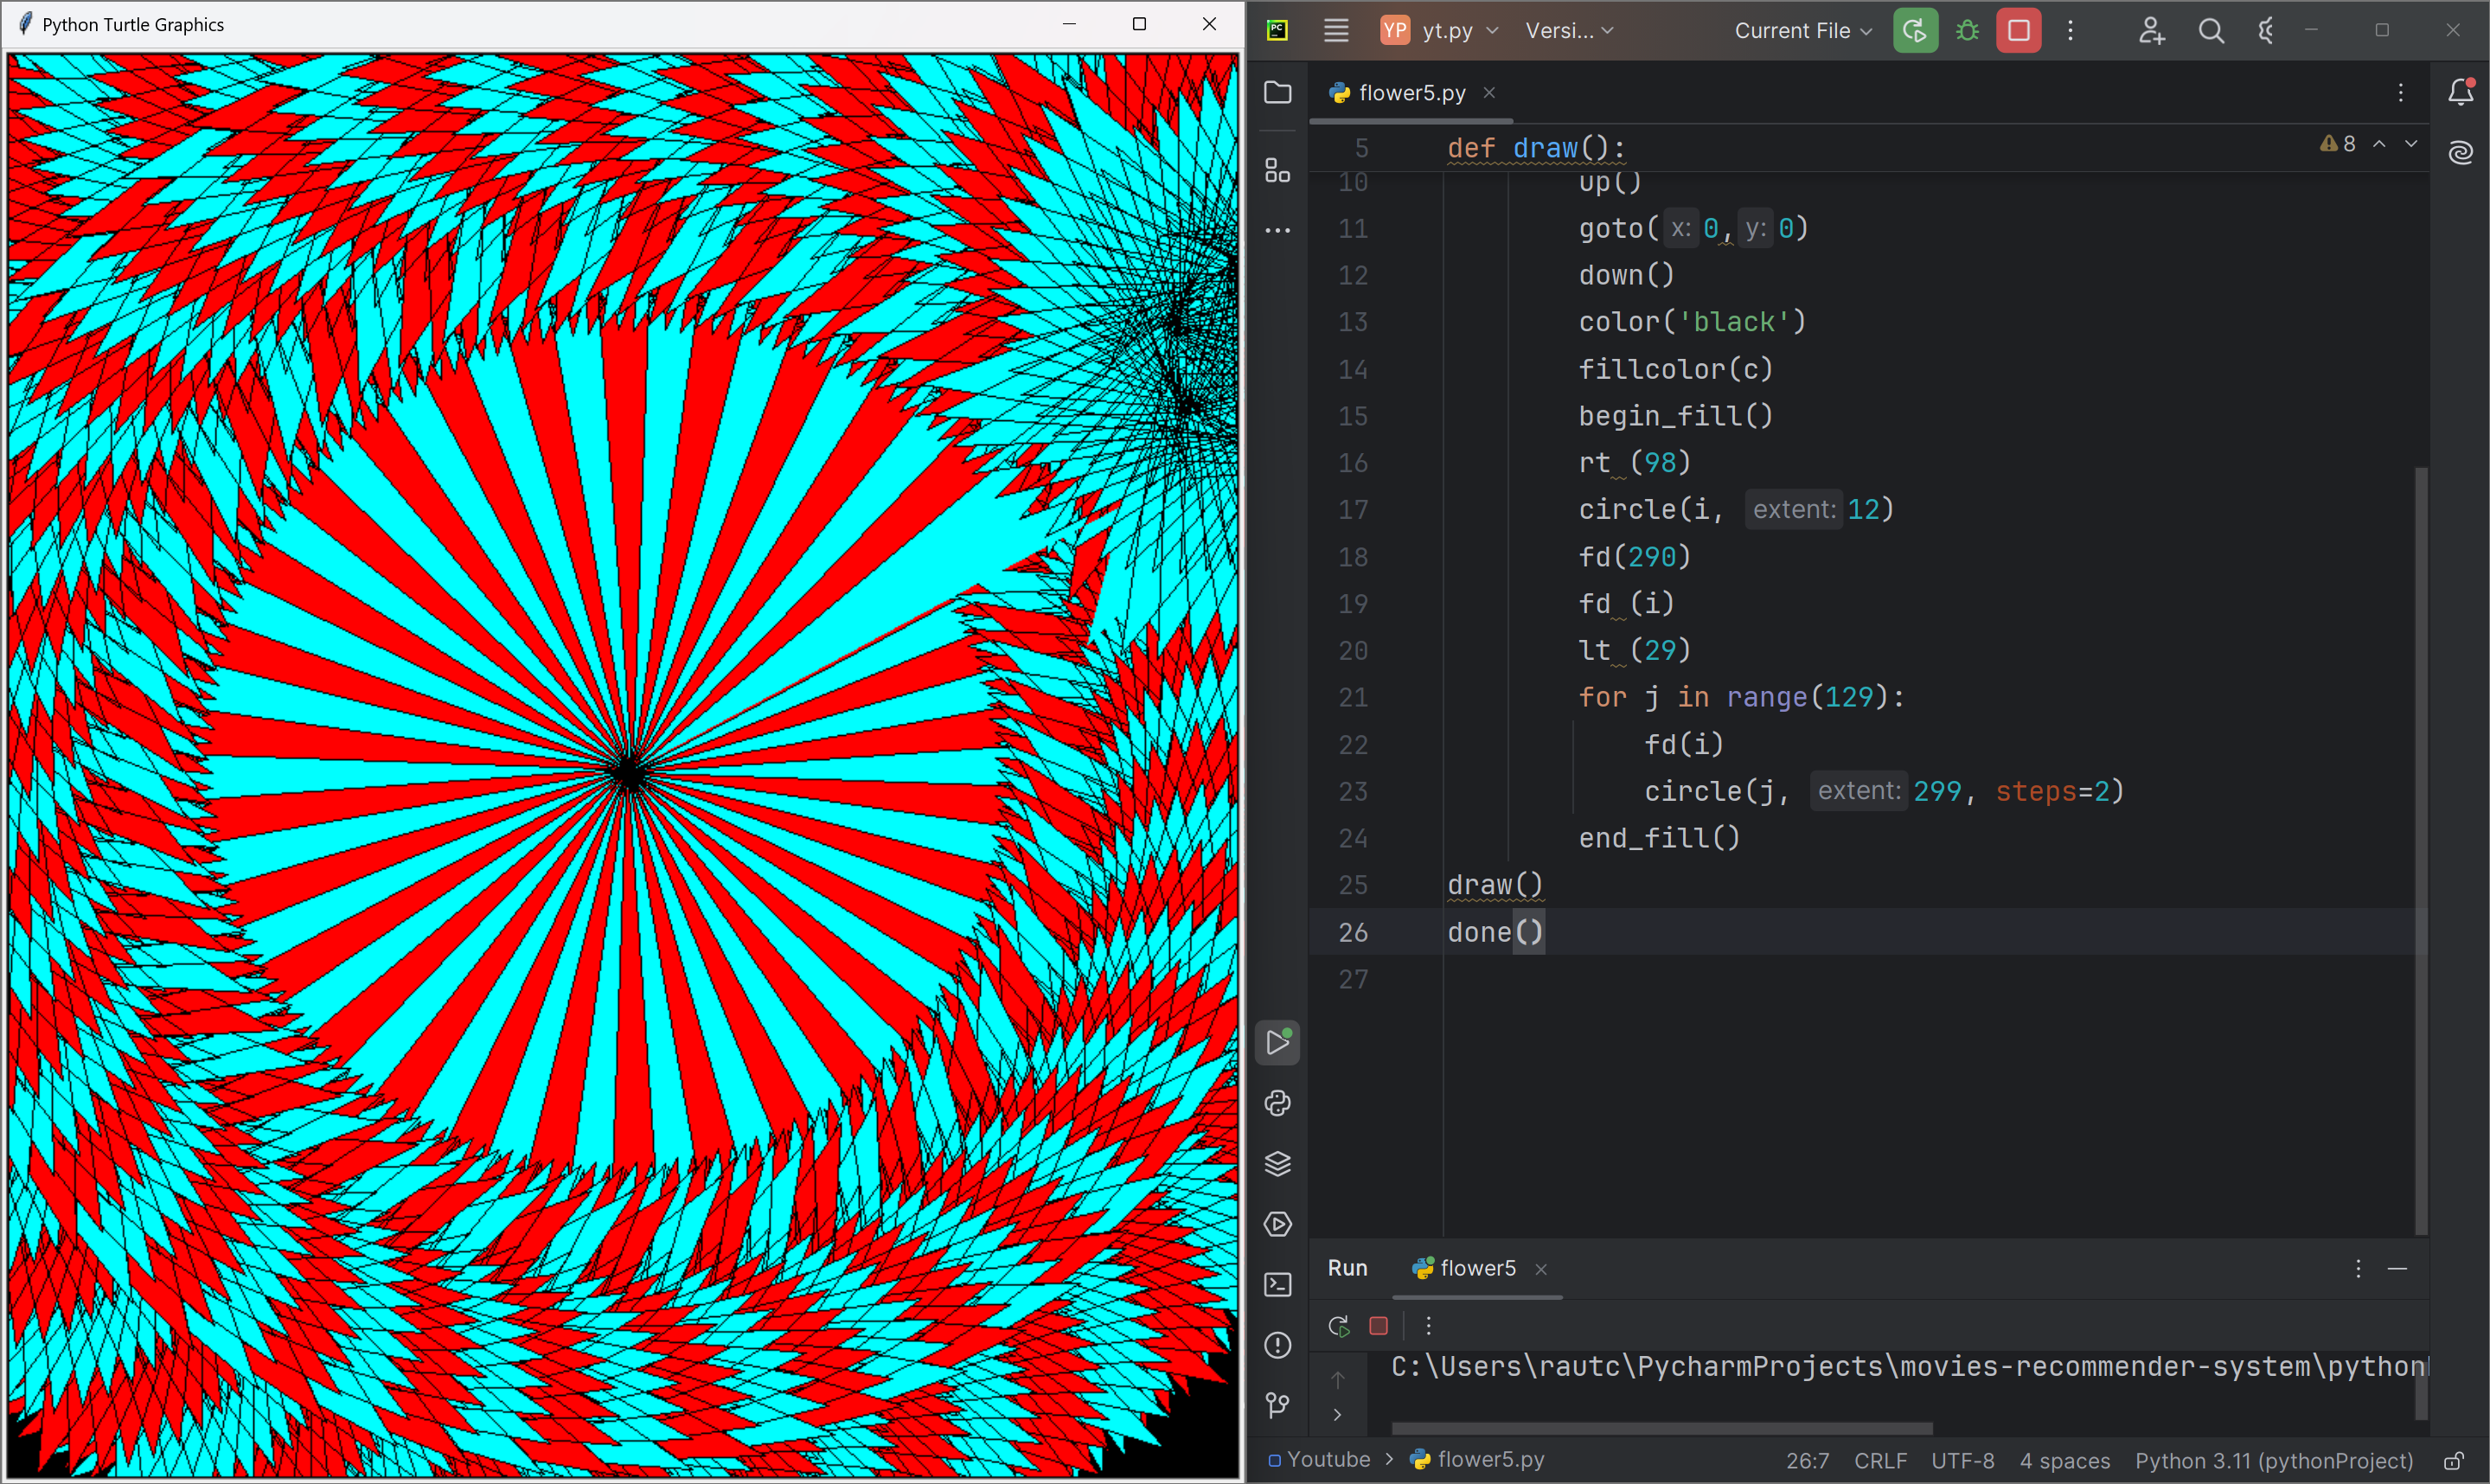 Python Turtle Graphics
PC
YP yt.py Versi... Current File
flower5.py
5 def draw(): 8
10 up()
11 goto( x: 0, y: 0)
12 down()
13 color('black')
14 fillcolor(c)
15 begin_fill()
16 rt (98)
17 circle(i, extent: 12)
18 fd(290)
19 fd (i)
20 lt (29)
21 for j in range(129):
22 fd(i)
23 circle(j, extent: 299, steps=2)
24 end_fill()
25 draw()
26 done()
27
Run flower5
C:\Users\rautc\PycharmProjects\movies-recommender-system\python
Youtube > flower5.py 26:7 CRLF UTF-8 4 spaces Python 3.11 (pythonProject)